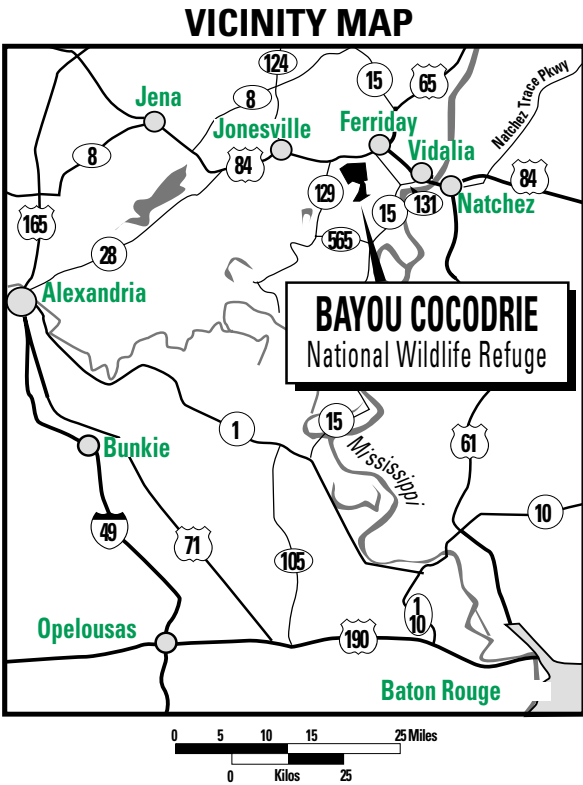 VICINITY MAP
124
15
65
8
Natchez Trace Pkwy
Jena
Jonesville
Ferriday
Vidalia
8
84
84
129
15
131
Natchez
165
565
28
Alexandria
BAYOU COCODRIE
National Wildlife Refuge
15
1
61
Mississippi
Bunkie
10
49
71
105
1
10
Opelousas
190
Baton Rouge
0 5 10 15 25 Miles
0 Kilos 25